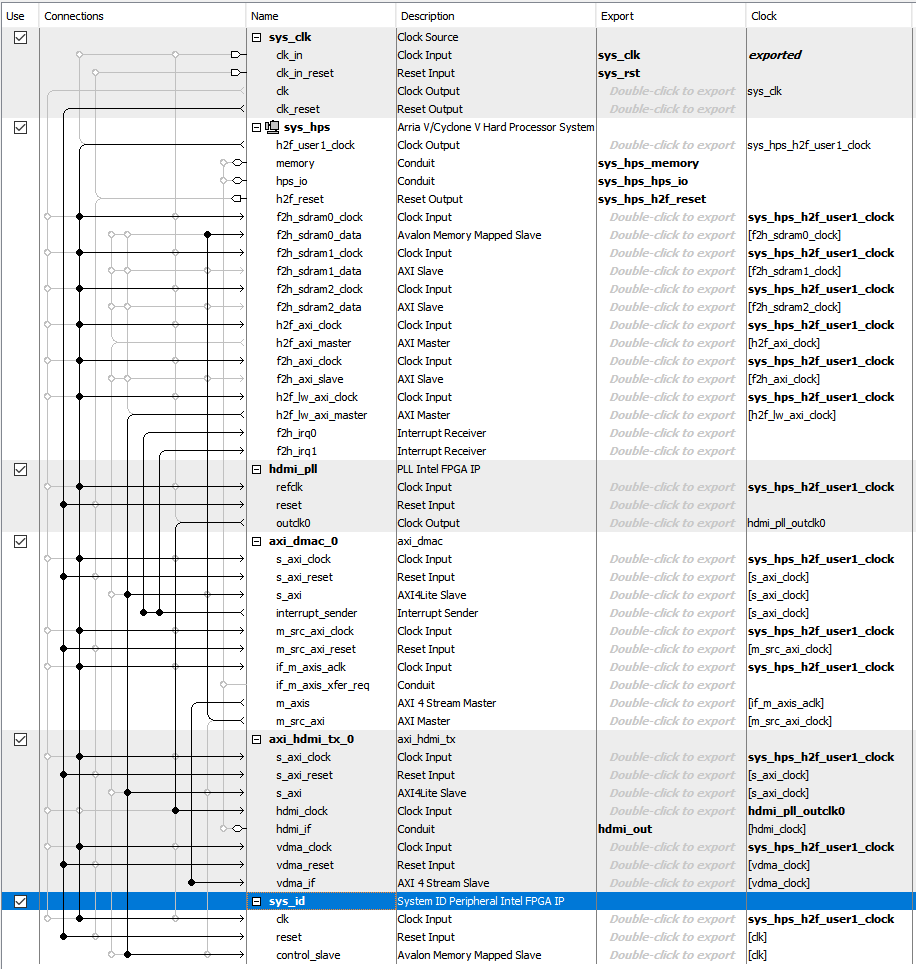 Use Connections Name Description Export Clock
sys_clk Clock Source
clk_in Clock Input sys_clk exported
clk_in_reset Reset Input sys_rst
clk Clock Output Double-click to export sys_clk
clk_reset Reset Output Double-click to export
sys_hps Arria V/Cyclone V Hard Processor System
h2f_user1_clock Clock Output Double-click to export sys_hps_h2f_user1_clock
memory Conduit sys_hps_memory
hps_io Conduit sys_hps_hps_io
h2f_reset Reset Output sys_hps_h2f_reset
f2h_sdram0_clock Clock Input Double-click to export sys_hps_h2f_user1_clock
f2h_sdram0_data Avalon Memory Mapped Slave Double-click to export [f2h_sdram0_clock]
f2h_sdram1_clock Clock Input Double-click to export sys_hps_h2f_user1_clock
f2h_sdram1_data AXI Slave Double-click to export [f2h_sdram1_clock]
f2h_sdram2_clock Clock Input Double-click to export sys_hps_h2f_user1_clock
f2h_sdram2_data AXI Slave Double-click to export [f2h_sdram2_clock]
h2f_axi_clock Clock Input Double-click to export sys_hps_h2f_user1_clock
h2f_axi_master AXI Master Double-click to export [h2f_axi_clock]
f2h_axi_clock Clock Input Double-click to export sys_hps_h2f_user1_clock
f2h_axi_slave AXI Slave Double-click to export [f2h_axi_clock]
h2f_lw_axi_clock Clock Input Double-click to export sys_hps_h2f_user1_clock
h2f_lw_axi_master AXI Master Double-click to export [h2f_lw_axi_clock]
f2h_irq0 Interrupt Receiver Double-click to export
f2h_irq1 Interrupt Receiver Double-click to export
hdmi_pll PLL Intel FPGA IP
refclk Clock Input Double-click to export sys_hps_h2f_user1_clock
reset Reset Input Double-click to export
outclk0 Clock Output Double-click to export hdmi_pll_outclk0
axi_dmac_0 axi_dmac
s_axi_clock Clock Input Double-click to export sys_hps_h2f_user1_clock
s_axi_reset Reset Input Double-click to export [s_axi_clock]
s_axi AXI4Lite Slave Double-click to export [s_axi_clock]
interrupt_sender Interrupt Sender Double-click to export [s_axi_clock]
m_src_axi_clock Clock Input Double-click to export sys_hps_h2f_user1_clock
m_src_axi_reset Reset Input Double-click to export [m_src_axi_clock]
if_m_axis_aclk Clock Input Double-click to export sys_hps_h2f_user1_clock
if_m_axis_xfer_req Conduit Double-click to export
m_axis AXI 4 Stream Master Double-click to export [if_m_axis_aclk]
m_src_axi AXI Master Double-click to export [m_src_axi_clock]
axi_hdmi_tx_0 axi_hdmi_tx
s_axi_clock Clock Input Double-click to export sys_hps_h2f_user1_clock
s_axi_reset Reset Input Double-click to export [s_axi_clock]
s_axi AXI4Lite Slave Double-click to export [s_axi_clock]
hdmi_clock Clock Input Double-click to export hdmi_pll_outclk0
hdmi_if Conduit hdmi_out [hdmi_clock]
vdma_clock Clock Input Double-click to export sys_hps_h2f_user1_clock
vdma_reset Reset Input Double-click to export [vdma_clock]
vdma_if AXI 4 Stream Slave Double-click to export [vdma_clock]
sys_id System ID Peripheral Intel FPGA IP
clk Clock Input Double-click to export sys_hps_h2f_user1_clock
reset Reset Input Double-click to export [clk]
control_slave Avalon Memory Mapped Slave Double-click to export [clk]